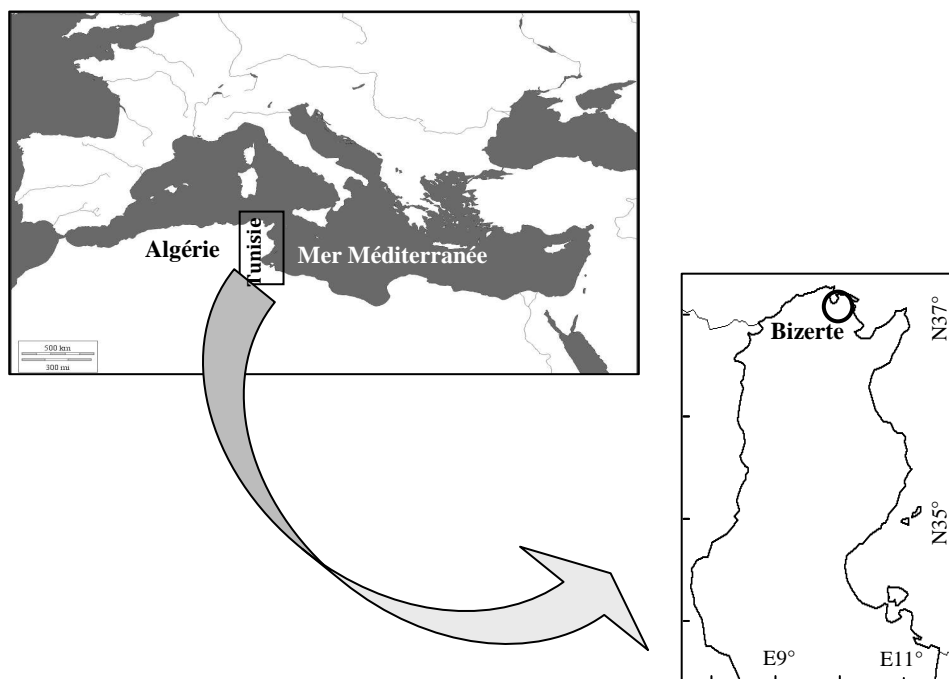 Algérie
Tunisie
Mer Méditerranée
500 km
300 mi
Bizerte
N37°
N35°
E9°
E11°